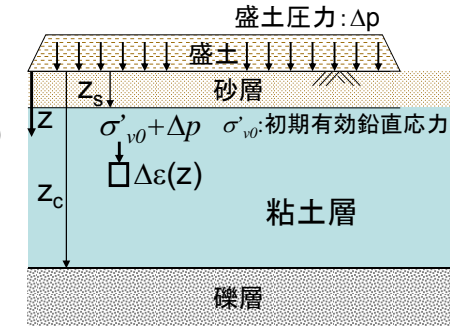 盛土圧力:Δp
盛土
Zs
砂層
z
σ'v0+Δp
σ'v0:初期有効鉛直応力
Δε(z)
Zc
粘土層
礫層